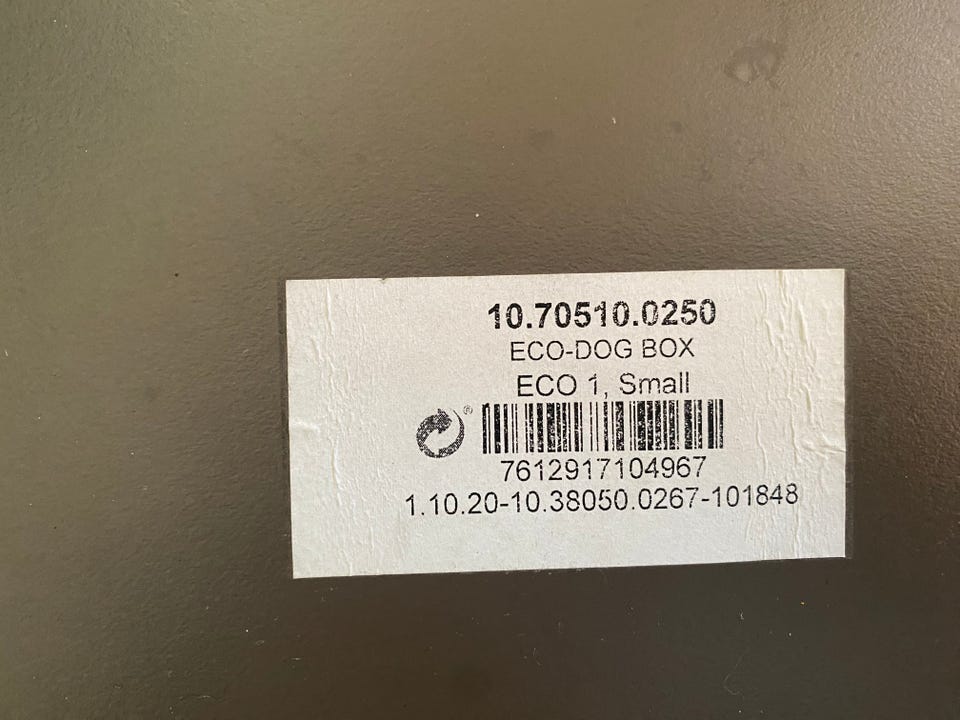 10.70510.0250
ECO-DOG BOX
ECO 1, Small
®
7612917104967
1.10.20-10.38050.0267-101848